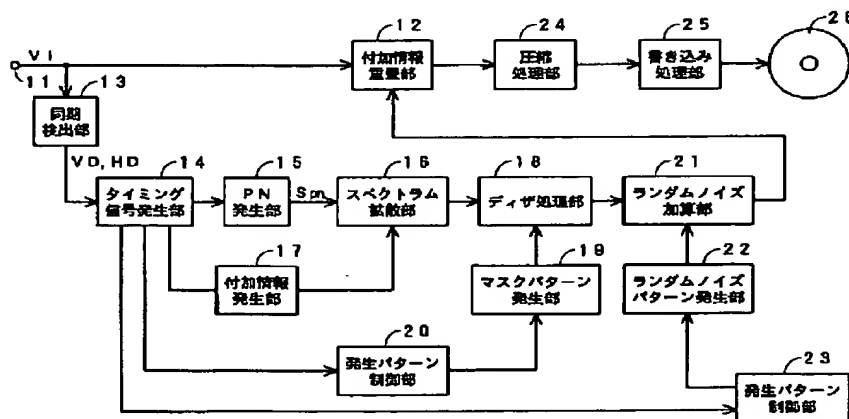 VI
11
13
同期
検出部
VD, HD
12
付加情報
重畳部
24
圧縮
処理部
25
書き込み
処理部
26
14
タイミング
信号発生部
15
PN
発生部
Spn
16
スペクトラム
拡散部
18
ディザ処理部
21
ランダムノイズ
加算部
17
付加情報
発生部
19
マスクパターン
発生部
22
ランダムノイズ
パターン発生部
20
発生パターン
制御部
23
発生パターン
制御部